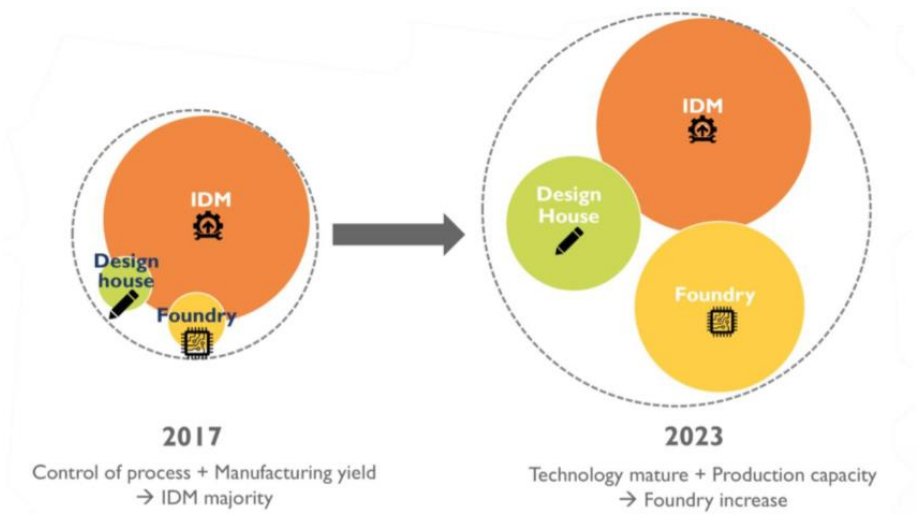 IDM
Design
house
Foundry
2017
Control of process + Manufacturing yield
→ IDM majority
IDM
Design
House
Foundry
2023
Technology mature + Production capacity
→ Foundry increase